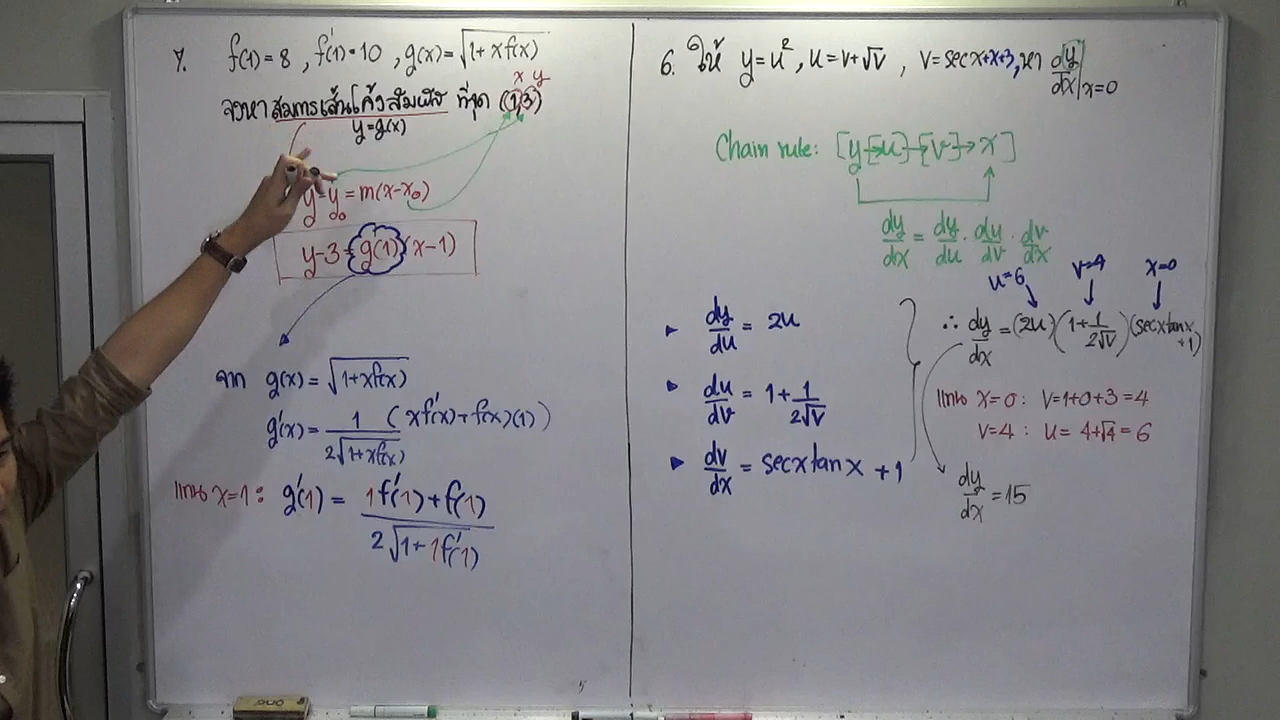 7. f(1) = 8 , f'(1) = 10 , g(x) = √(1+xf(x))
x y
จงหา สมการเส้นโค้งสัมผัส ที่จุด (1,3)
y=g(x)
y-y₀ = m(x-x₀)
y-3 = g'(1) (x-1)
จาก g(x) = √(1+xf(x))
g'(x) = 1/(2√(1+xf(x))) (xf'(x)+f(x)(1))
แทน x=1 : g'(1) = (1f'(1)+f(1))/(2√(1+1f'(1)))
6. ให้ y=u², u=v+√v , v=secx+x+3, หา dy/dx|x=0
Chain rule: [y→u]→[v]→x]
dy/dx = dy/du · du/dv · dv/dx
u=6 v=4 x=0
▸ dy/du = 2u
∴ dy/dx = (2u)(1+1/(2√v))(secxtanx+1)
▸ du/dv = 1+1/(2√v)
แทน x=0 : v=1+0+3=4
v=4 : u= 4+√4 = 6
▸ dv/dx = secxtanx +1
dy/dx = 15